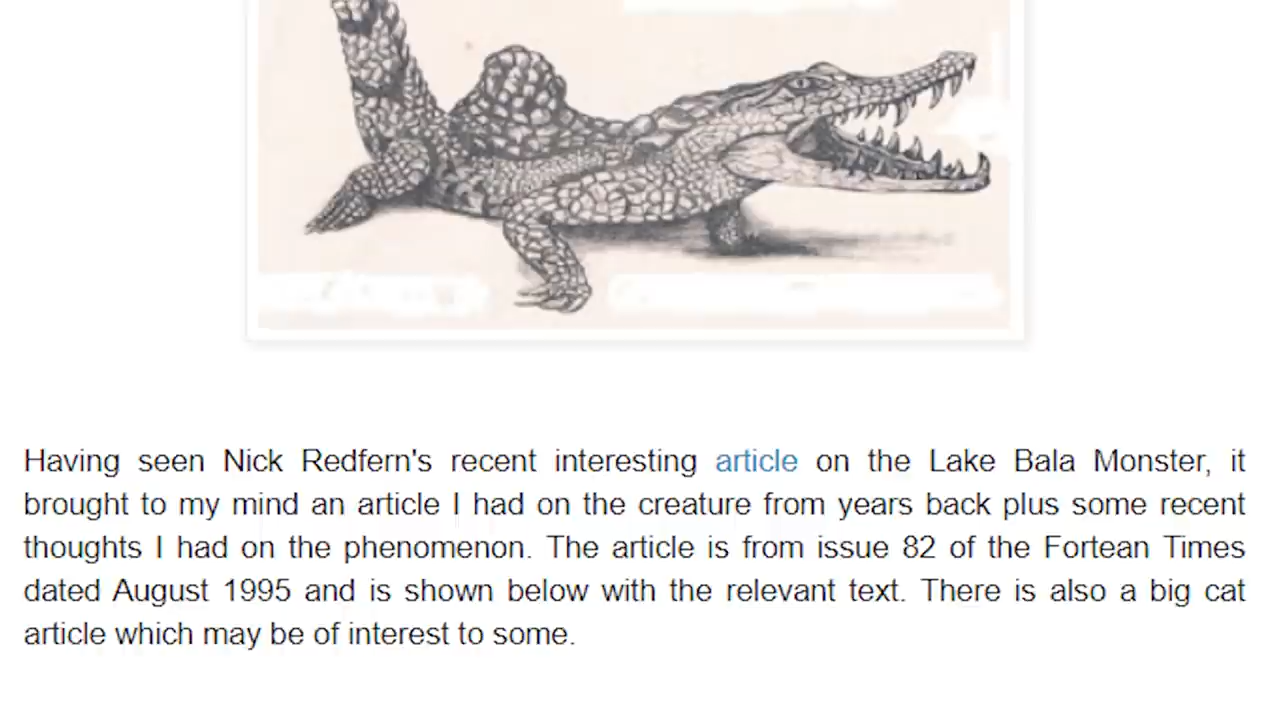 Having seen Nick Redfern's recent interesting article on the Lake Bala Monster, it
brought to my mind an article I had on the creature from years back plus some recent
thoughts I had on the phenomenon. The article is from issue 82 of the Fortean Times
dated August 1995 and is shown below with the relevant text. There is also a big cat
article which may be of interest to some.